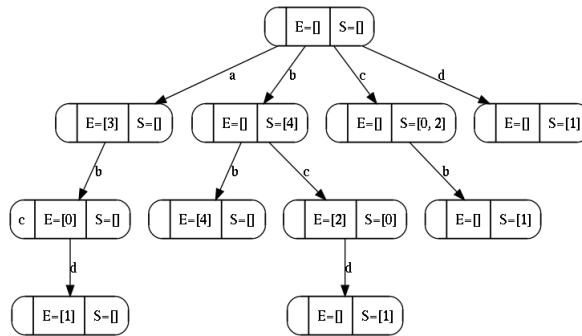 E=[] S=[]
a b c d
E=[3] S=[] E=[] S=[4] E=[] S=[0, 2] E=[] S=[1]
b b c b
c E=[0] S=[] E=[4] S=[] E=[2] S=[0] E=[] S=[1]
d d
E=[1] S=[] E=[] S=[1]